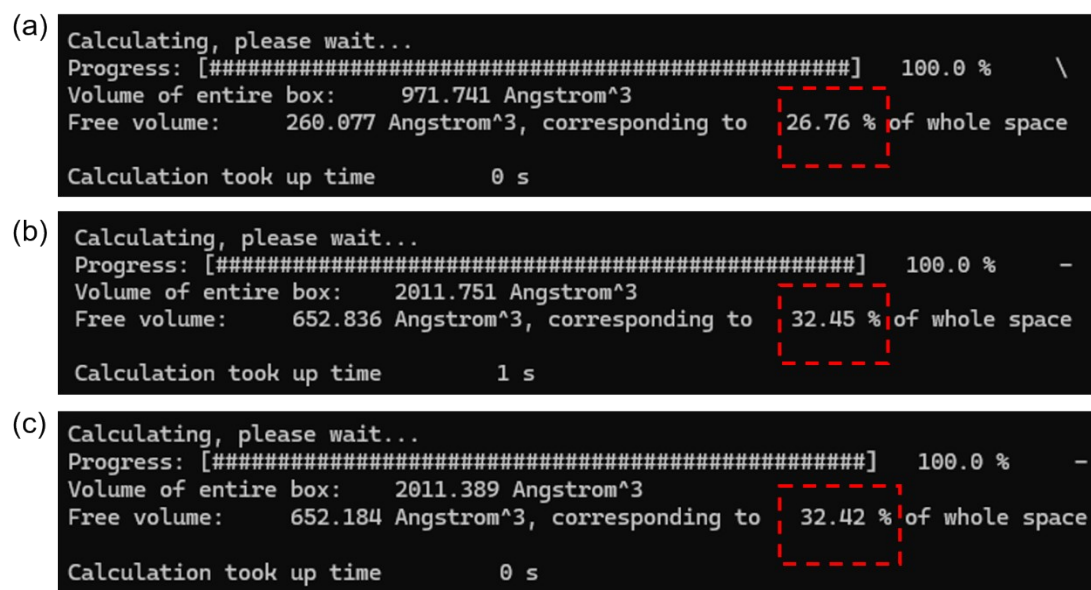 (a)
Calculating, please wait...
Progress: [##################################################] 100.0 % \
Volume of entire box: 971.741 Angstrom^3
Free volume: 260.077 Angstrom^3, corresponding to 26.76 % of whole space
Calculation took up time 0 s
(b)
Calculating, please wait...
Progress: [##################################################] 100.0 % -
Volume of entire box: 2011.751 Angstrom^3
Free volume: 652.836 Angstrom^3, corresponding to 32.45 % of whole space
Calculation took up time 1 s
(c)
Calculating, please wait...
Progress: [##################################################] 100.0 % -
Volume of entire box: 2011.389 Angstrom^3
Free volume: 652.184 Angstrom^3, corresponding to 32.42 % of whole space
Calculation took up time 0 s